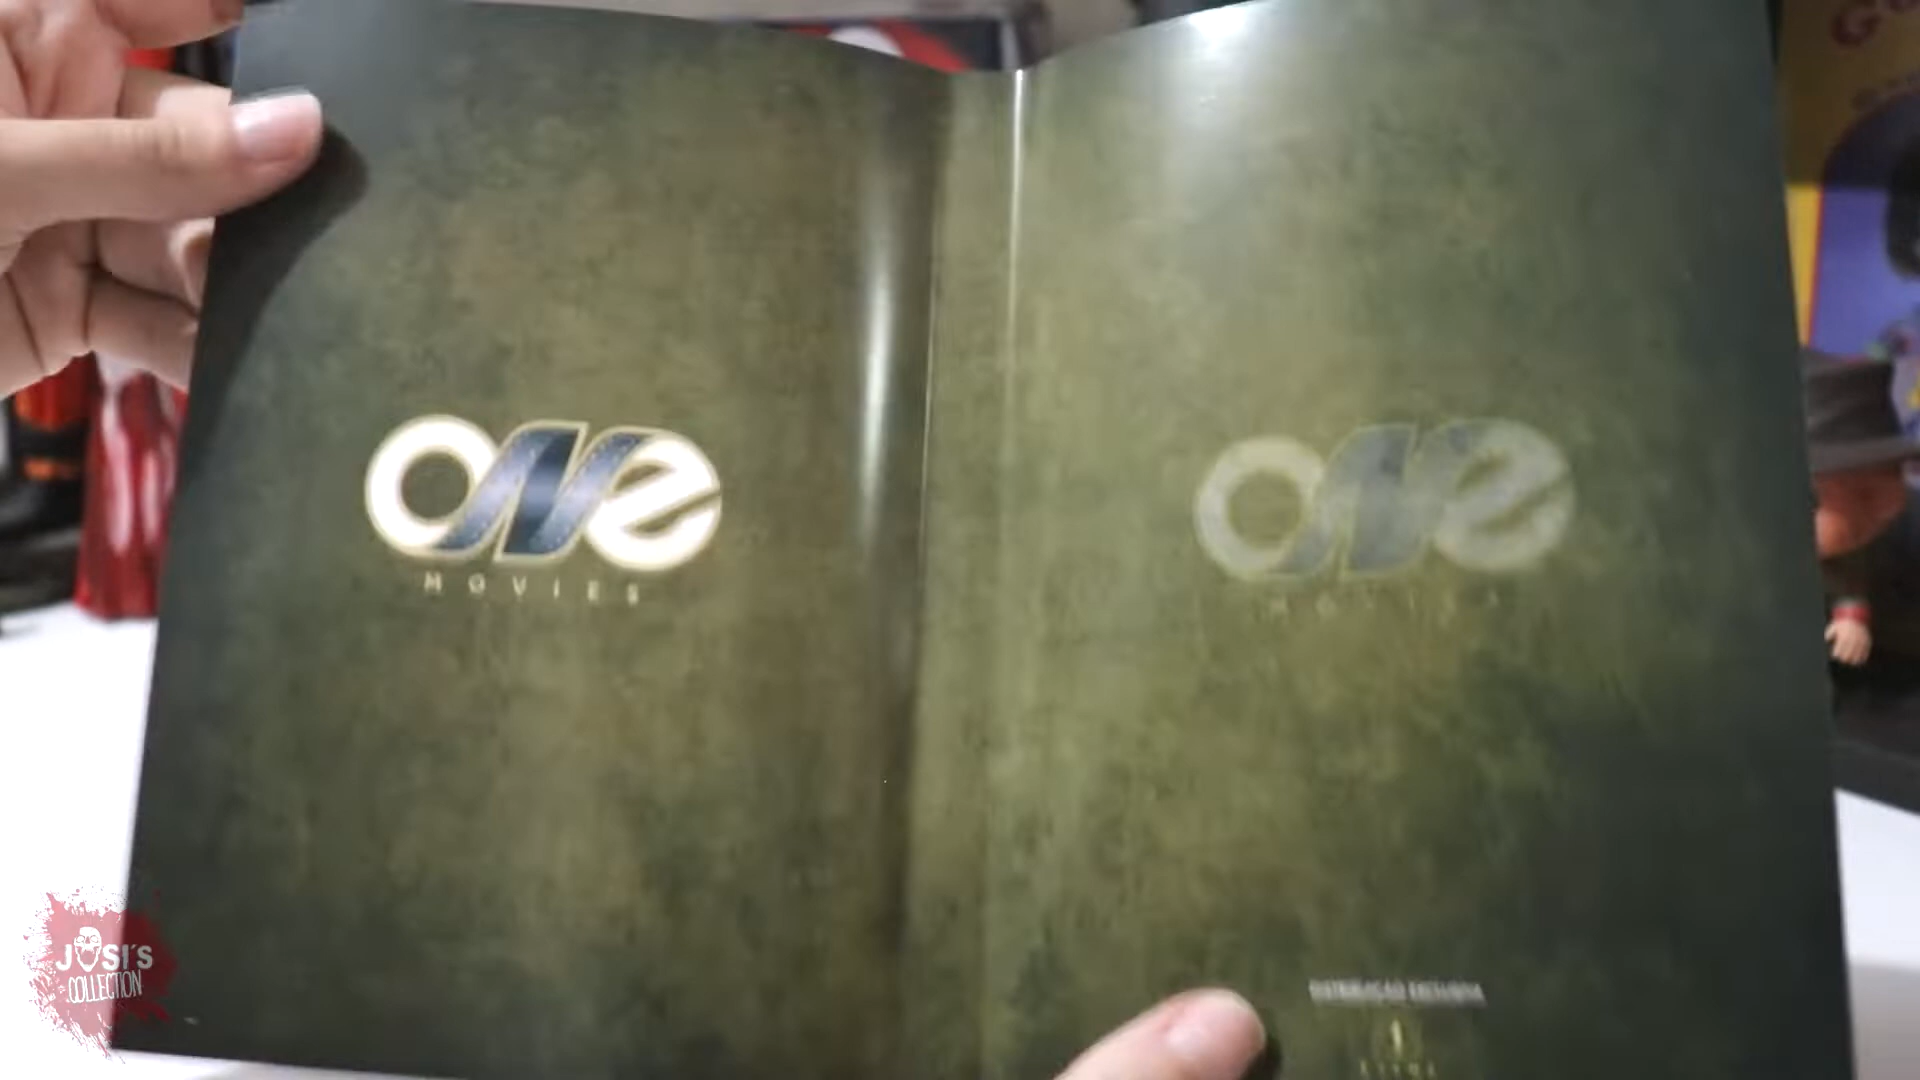 ONE
MOVIES
ONE
MOVIES
DISTRIBUIÇÃO EXCLUSIVA
JOSI´S
COLLECTION